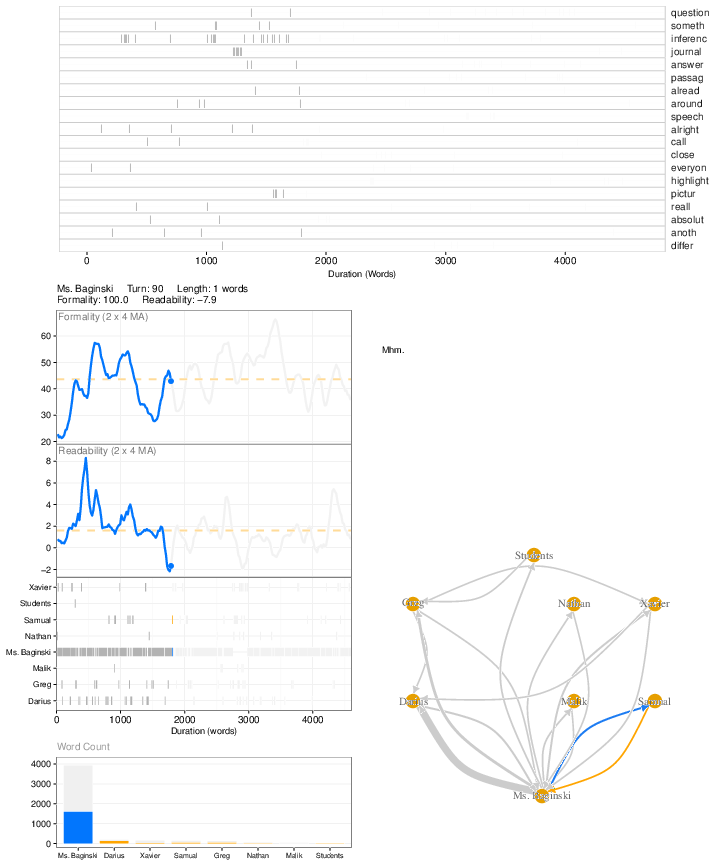 question
someth
inferenc
journal
answer
passag
alread
around
speech
alright
call
close
everyon
highlight
pictur
reall
absolut
anoth
differ
0 1000 2000 3000 4000
Duration (Words)
Ms. Baginski Turn: 90 Length: 1 words
Formality: 100.0 Readability: −7.9
Formality (2 x 4 MA)
60
50
40
30
20
Mhm.
Readability (2 x 4 MA)
8
6
4
2
0
−2
Xavier
Students
Samual
Nathan
Ms. Baginski
Malik
Greg
Darius
0 1000 2000 3000 4000
Duration (words)
Students
Greg Nathan Xavier
Darius Malik Samual
Ms. Baginski
Word Count
4000
3000
2000
1000
0
Ms. Baginski Darius Xavier Samual Greg Nathan Malik Students